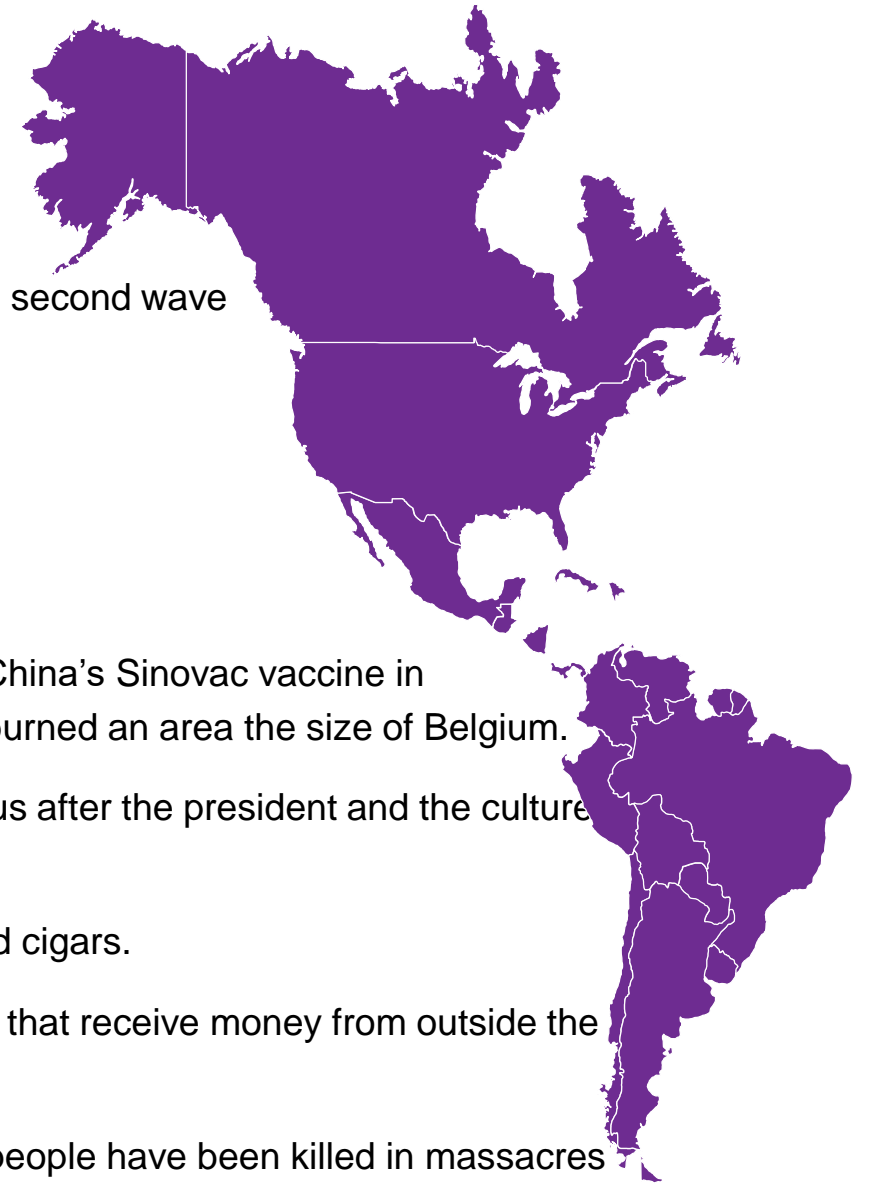 second wave
China's Sinovac vaccine in
urned an area the size of Belgium.
us after the president and the culture
d cigars.
that receive money from outside the
people have been killed in massacres